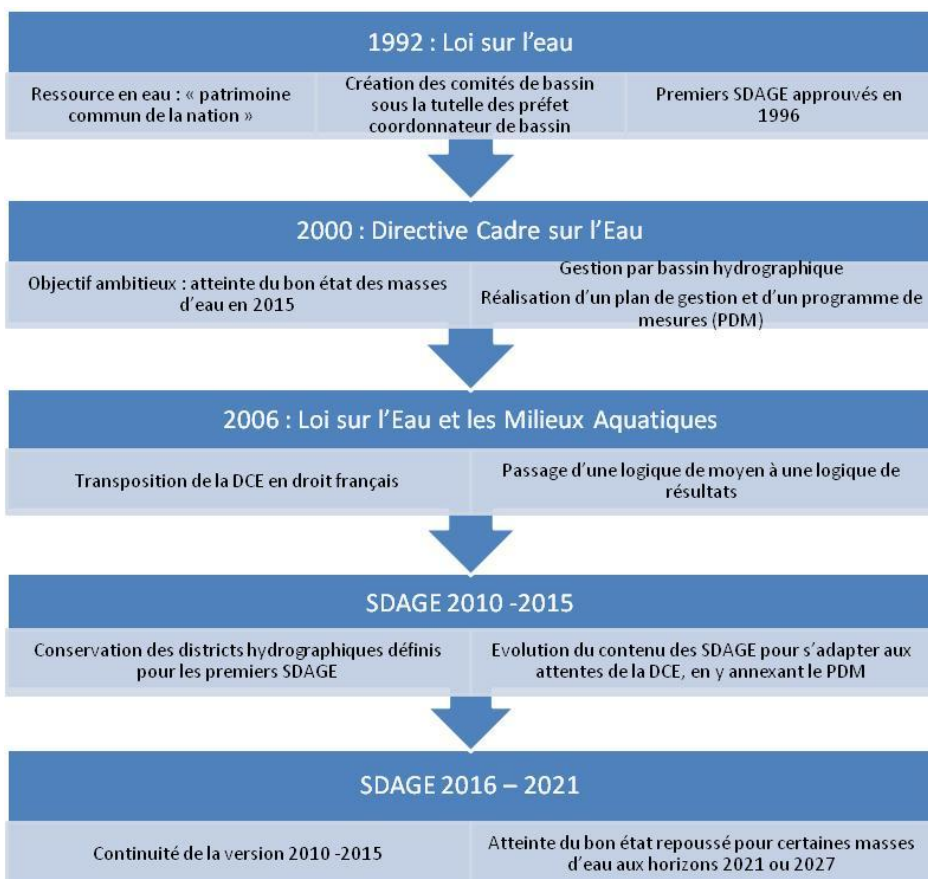 1992 : Loi sur l'eau
Ressource en eau : « patrimoine
commun de la nation »
Création des comités de bassin
sous la tutelle des préfet
coordonnateur de bassin
Premiers SDAGE approuvés en
1996
2000 : Directive Cadre sur l'Eau
Objectif ambitieux : atteinte du bon état des masses
d'eau en 2015
Gestion par bassin hydrographique
Réalisation d'un plan de gestion et d'un programme de
mesures (PDM)
2006 : Loi sur l'Eau et les Milieux Aquatiques
Transposition de la DCE en droit français
Passage d'une logique de moyen à une logique de
résultats
SDAGE 2010 -2015
Conservation des districts hydrographiques définis
pour les premiers SDAGE
Evolution du contenu des SDAGE pour s'adapter aux
attentes de la DCE, en y annexant le PDM
SDAGE 2016 – 2021
Continuité de la version 2010 -2015
Atteinte du bon état repoussé pour certaines masses
d'eau aux horizons 2021 ou 2027